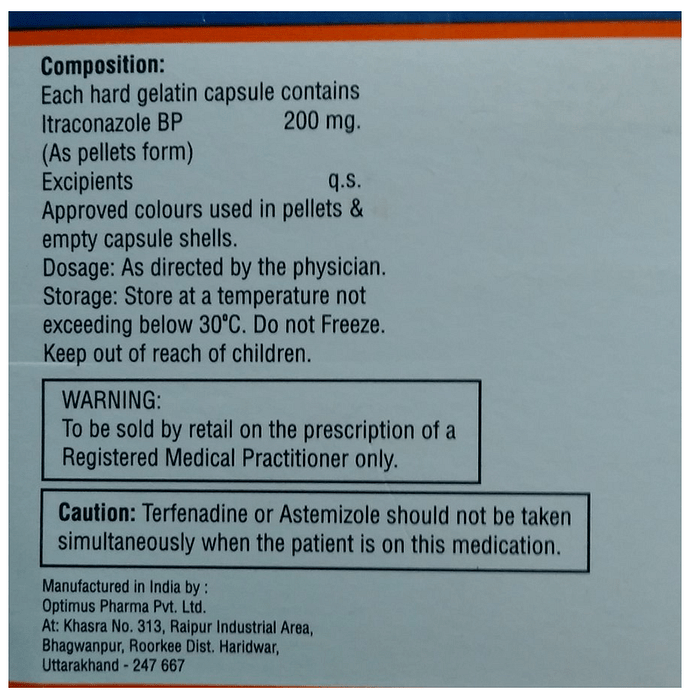 Composition:
Each hard gelatin capsule contains
Itraconazole BP 200 mg.
(As pellets form)
Excipients q.s.
Approved colours used in pellets &
empty capsule shells.
Dosage: As directed by the physician.
Storage: Store at a temperature not
exceeding below 30°C. Do not Freeze.
Keep out of reach of children.
WARNING:
To be sold by retail on the prescription of a
Registered Medical Practitioner only.
Caution: Terfenadine or Astemizole should not be taken
simultaneously when the patient is on this medication.
Manufactured in India by :
Optimus Pharma Pvt. Ltd.
At: Khasra No. 313, Raipur Industrial Area,
Bhagwanpur, Roorkee Dist. Haridwar,
Uttarakhand - 247 667